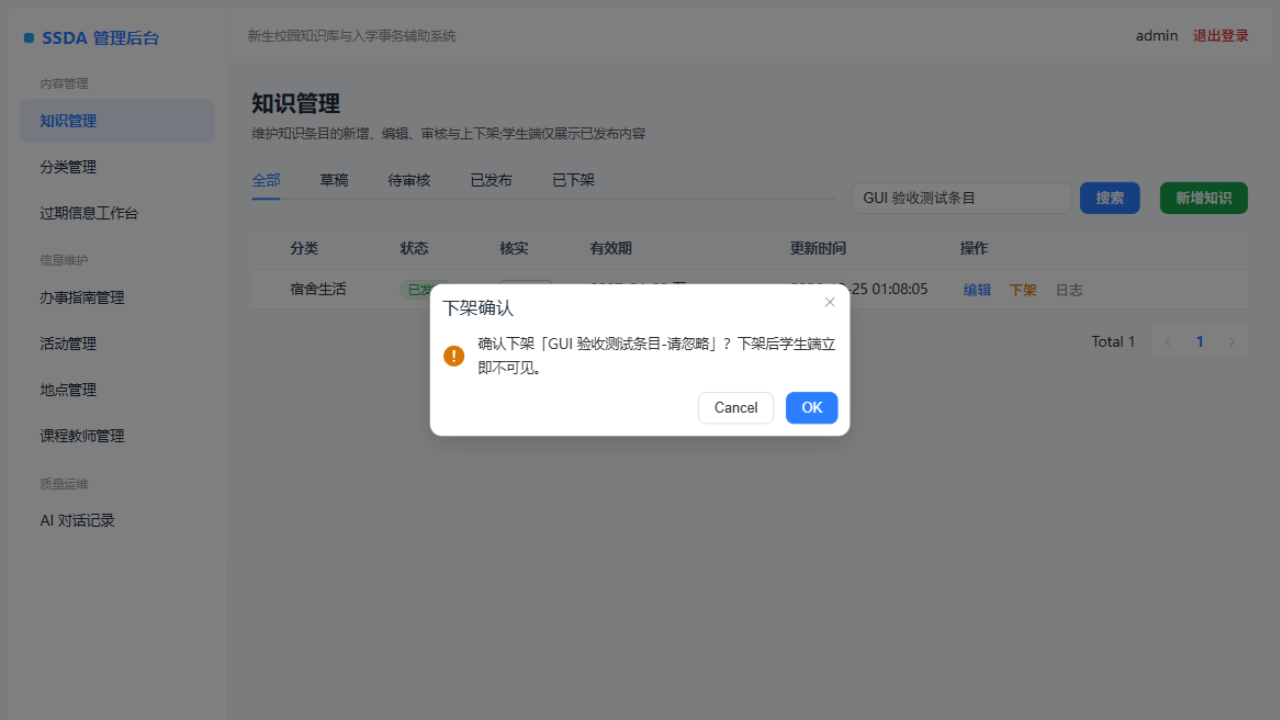 SSDA 管理后台
新生校园知识库与入学事务辅助系统
admin 退出登录
内容管理
知识管理
分类管理
过期信息工作台
信息维护
办事指南管理
活动管理
地点管理
课程教师管理
质量运维
AI 对话记录
知识管理
维护知识条目的新增、编辑、审核与上下架;学生端仅展示已发布内容
全部 草稿 待审核 已发布 已下架
GUI 验收测试条目 搜索 新增知识
分类 状态 核实 有效期 更新时间 操作
宿舍生活 已发 25 01:08:05 编辑 下架 日志
Total 1 1
下架确认
确认下架「GUI 验收测试条目-请忽略」？下架后学生端立
即不可见。
Cancel OK